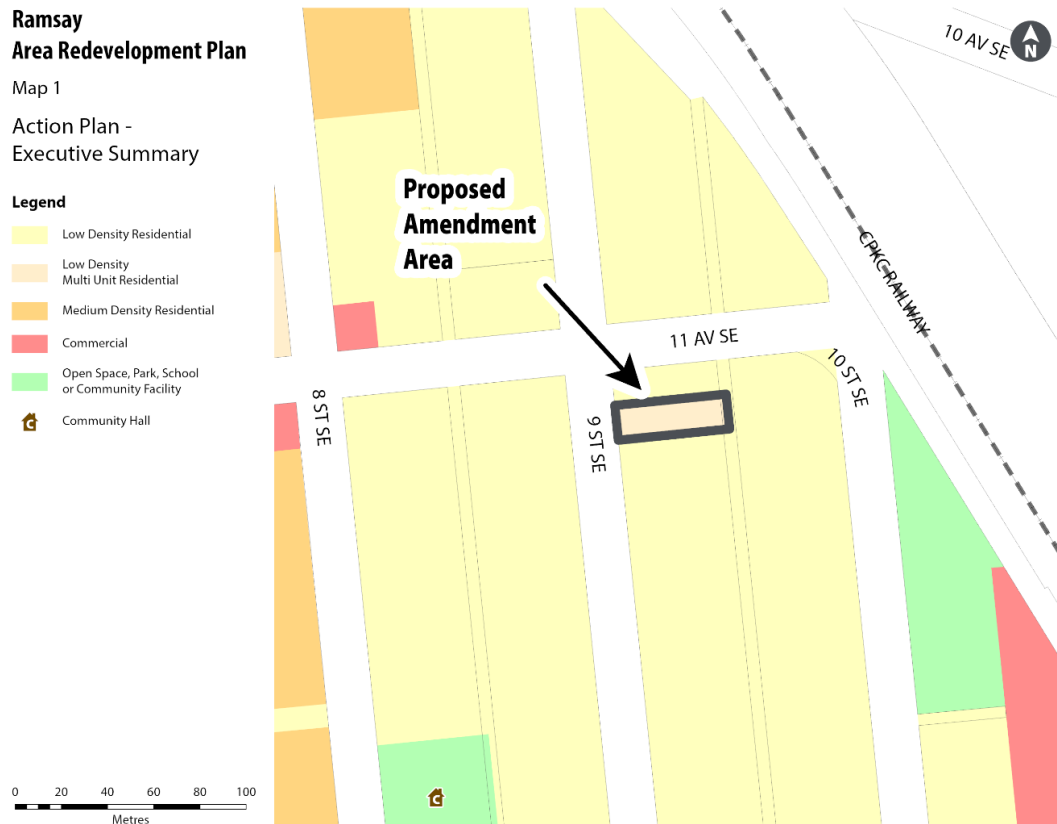 Ramsay
Area Redevelopment Plan
Map 1
Action Plan -
Executive Summary
Legend
Low Density Residential
Low Density
Multi Unit Residential
Medium Density Residential
Commercial
Open Space, Park, School
or Community Facility
C
Community Hall
0 20 40 60 80 100
Metres
10 AV SE
N
Proposed
Amendment
Area
CPKC RAILWAY
11 AV SE
10 ST SE
8 ST SE
9 ST SE
C